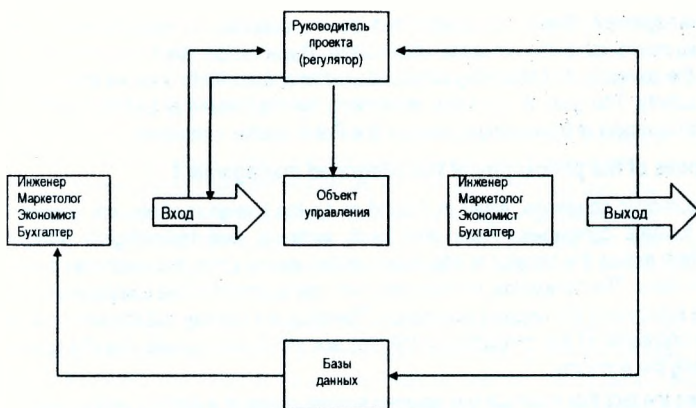 Руководитель
проекта
(регулятор)
Инженер
Маркетолог
Экономист
Бухгалтер
Вход
Объект
управления
Инженер
Маркетолог
Экономист
Бухгалтер
Выход
Базы
данных